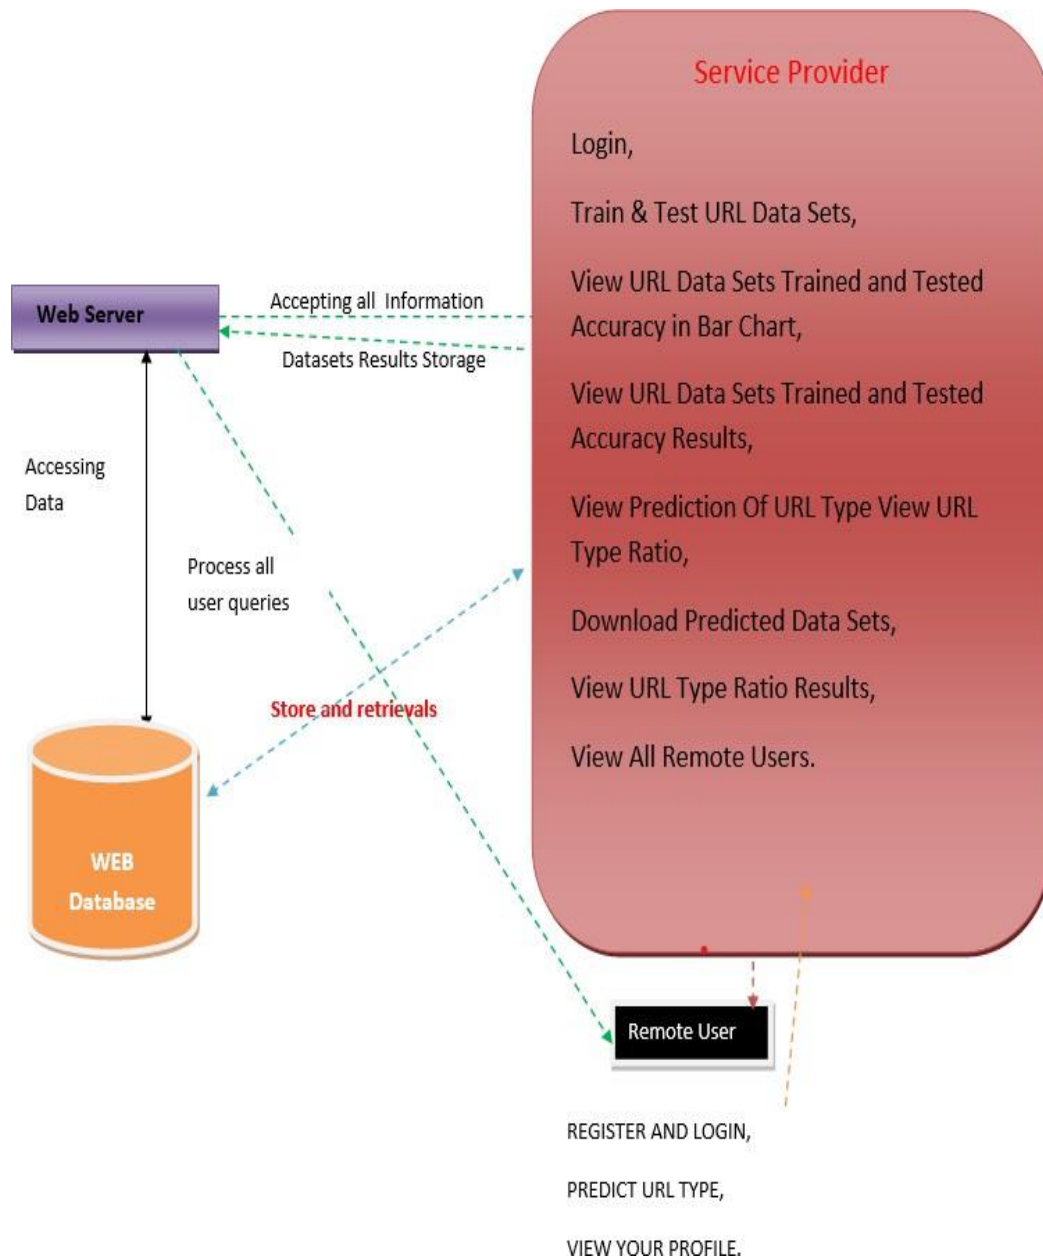 Service Provider
Login,
Train & Test URL Data Sets,
View URL Data Sets Trained and Tested
Accuracy in Bar Chart,
View URL Data Sets Trained and Tested
Accuracy Results,
View Prediction Of URL Type View URL
Type Ratio,
Download Predicted Data Sets,
View URL Type Ratio Results,
View All Remote Users.
Web Server
Accepting all Information
Datasets Results Storage
Accessing
Data
Process all
user queries
Store and retrievals
WEB
Database
Remote User
REGISTER AND LOGIN,
PREDICT URL TYPE,
VIEW YOUR PROFILE.